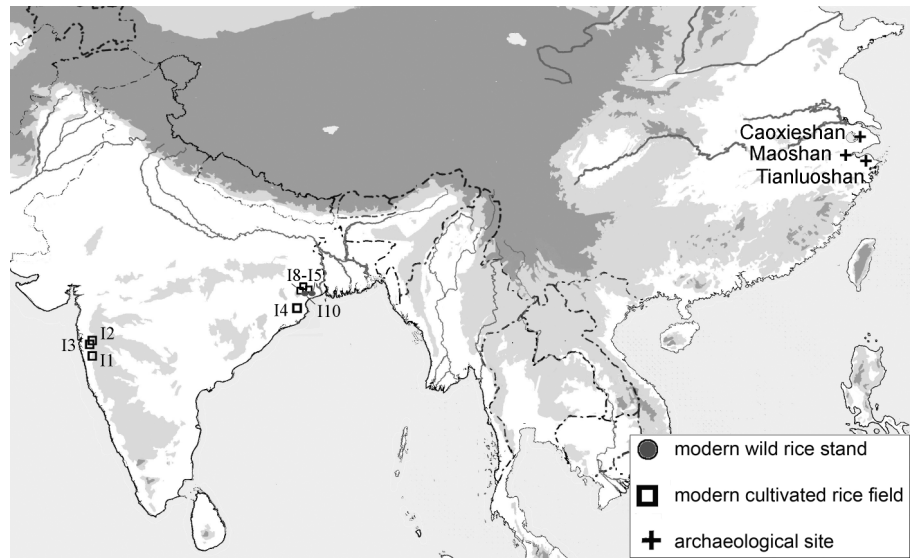 Caoxieshan
Maoshan
Tianluoshan
I8-I5
I4
I10
I2
I3
I1
modern wild rice stand
modern cultivated rice field
archaeological site